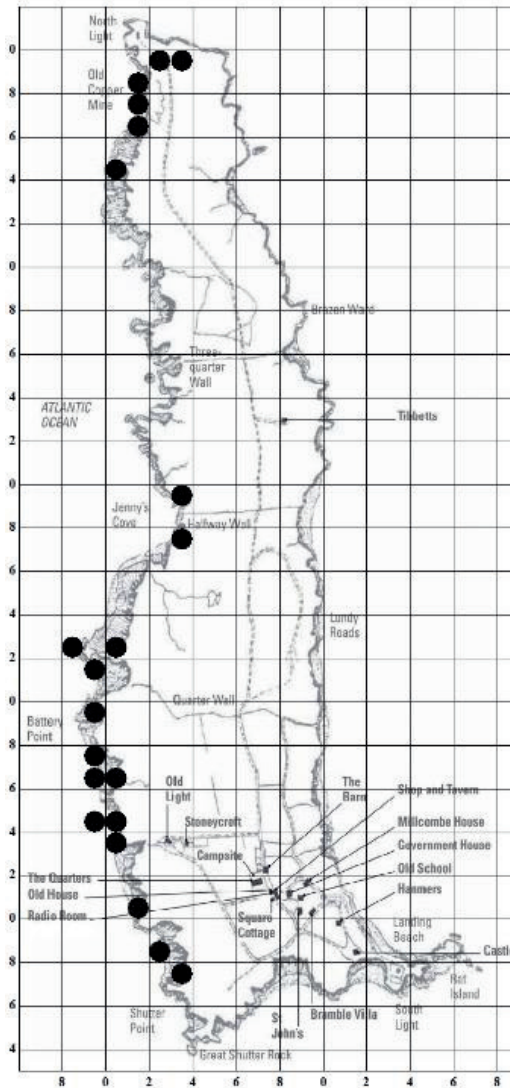 North
Light
0
Old
Copper
Mine
8
6
4
2
0
8
Brazen Ward
6
Three-
quarter
Wall
4
ATLANTIC
OCEAN
Tibbetts
2
0
Jenny's
Cove
Halfway Wall
8
6
4
Lundy
Roads
2
Quarter Wall
0
Battery
Point
8
The
Barn
Shop and Tavern
6
Old
Light
Stoneycroft
Millcombe House
4
Government House
Campsite
Old School
2
The Quarters
Old House
Hanmers
Radio Room
0
Square
Cottage
Landing
Beach
Castle
8
Rat
Island
Shutter
Point
St
John's
Bramble Villa
South
Light
6
Great Shutter Rock
4
8 0 2 4 6 8 0 2 4 6 8